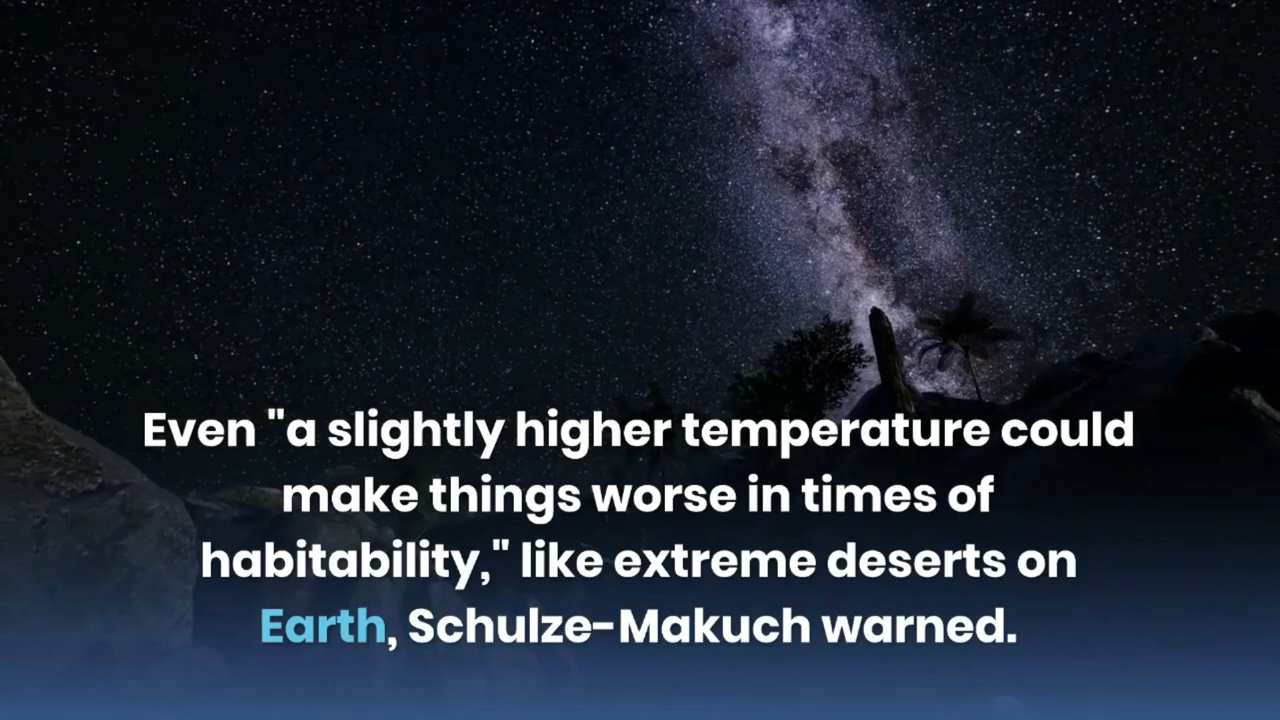 Even "a slightly higher temperature could
make things worse in times of
habitability," like extreme deserts on
Earth, Schulze-Makuch warned.